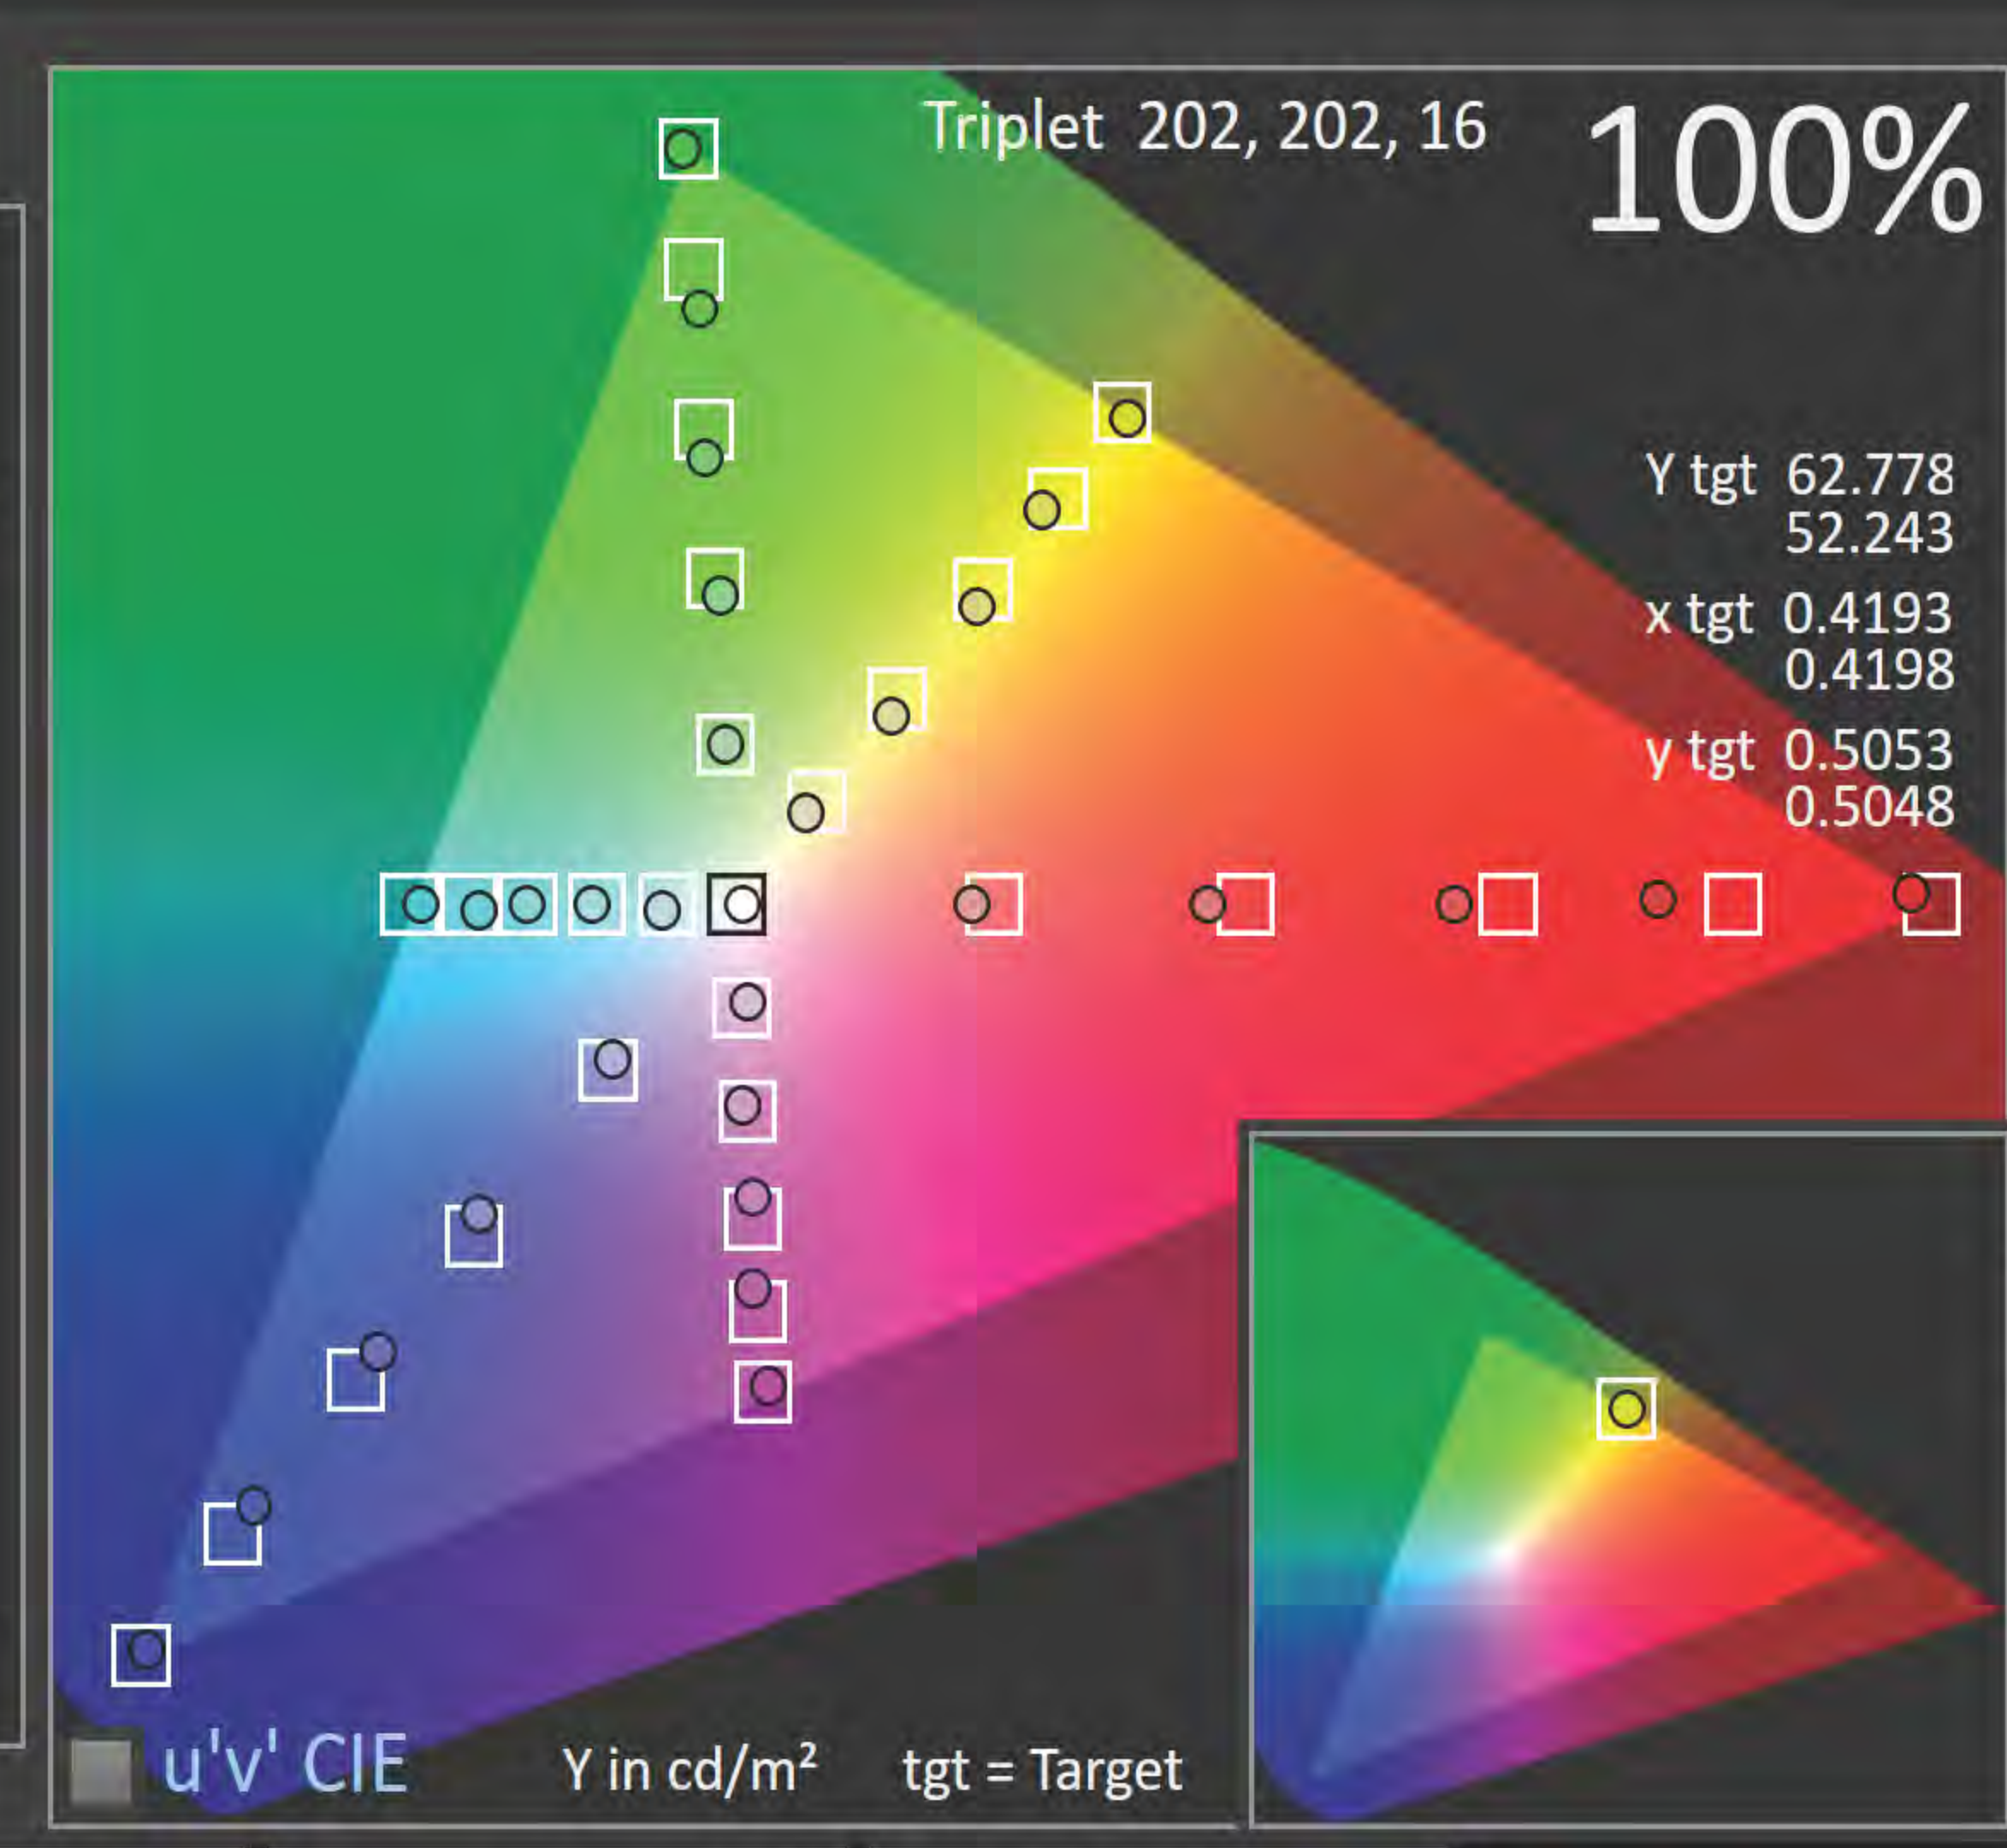 Triplet 202, 202, 16
100%
Y tgt 62.778
52.243
x tgt 0.4193
0.4198
y tgt 0.5053
0.5048
u'v' CIE
Y in cd/m²
tgt = Target